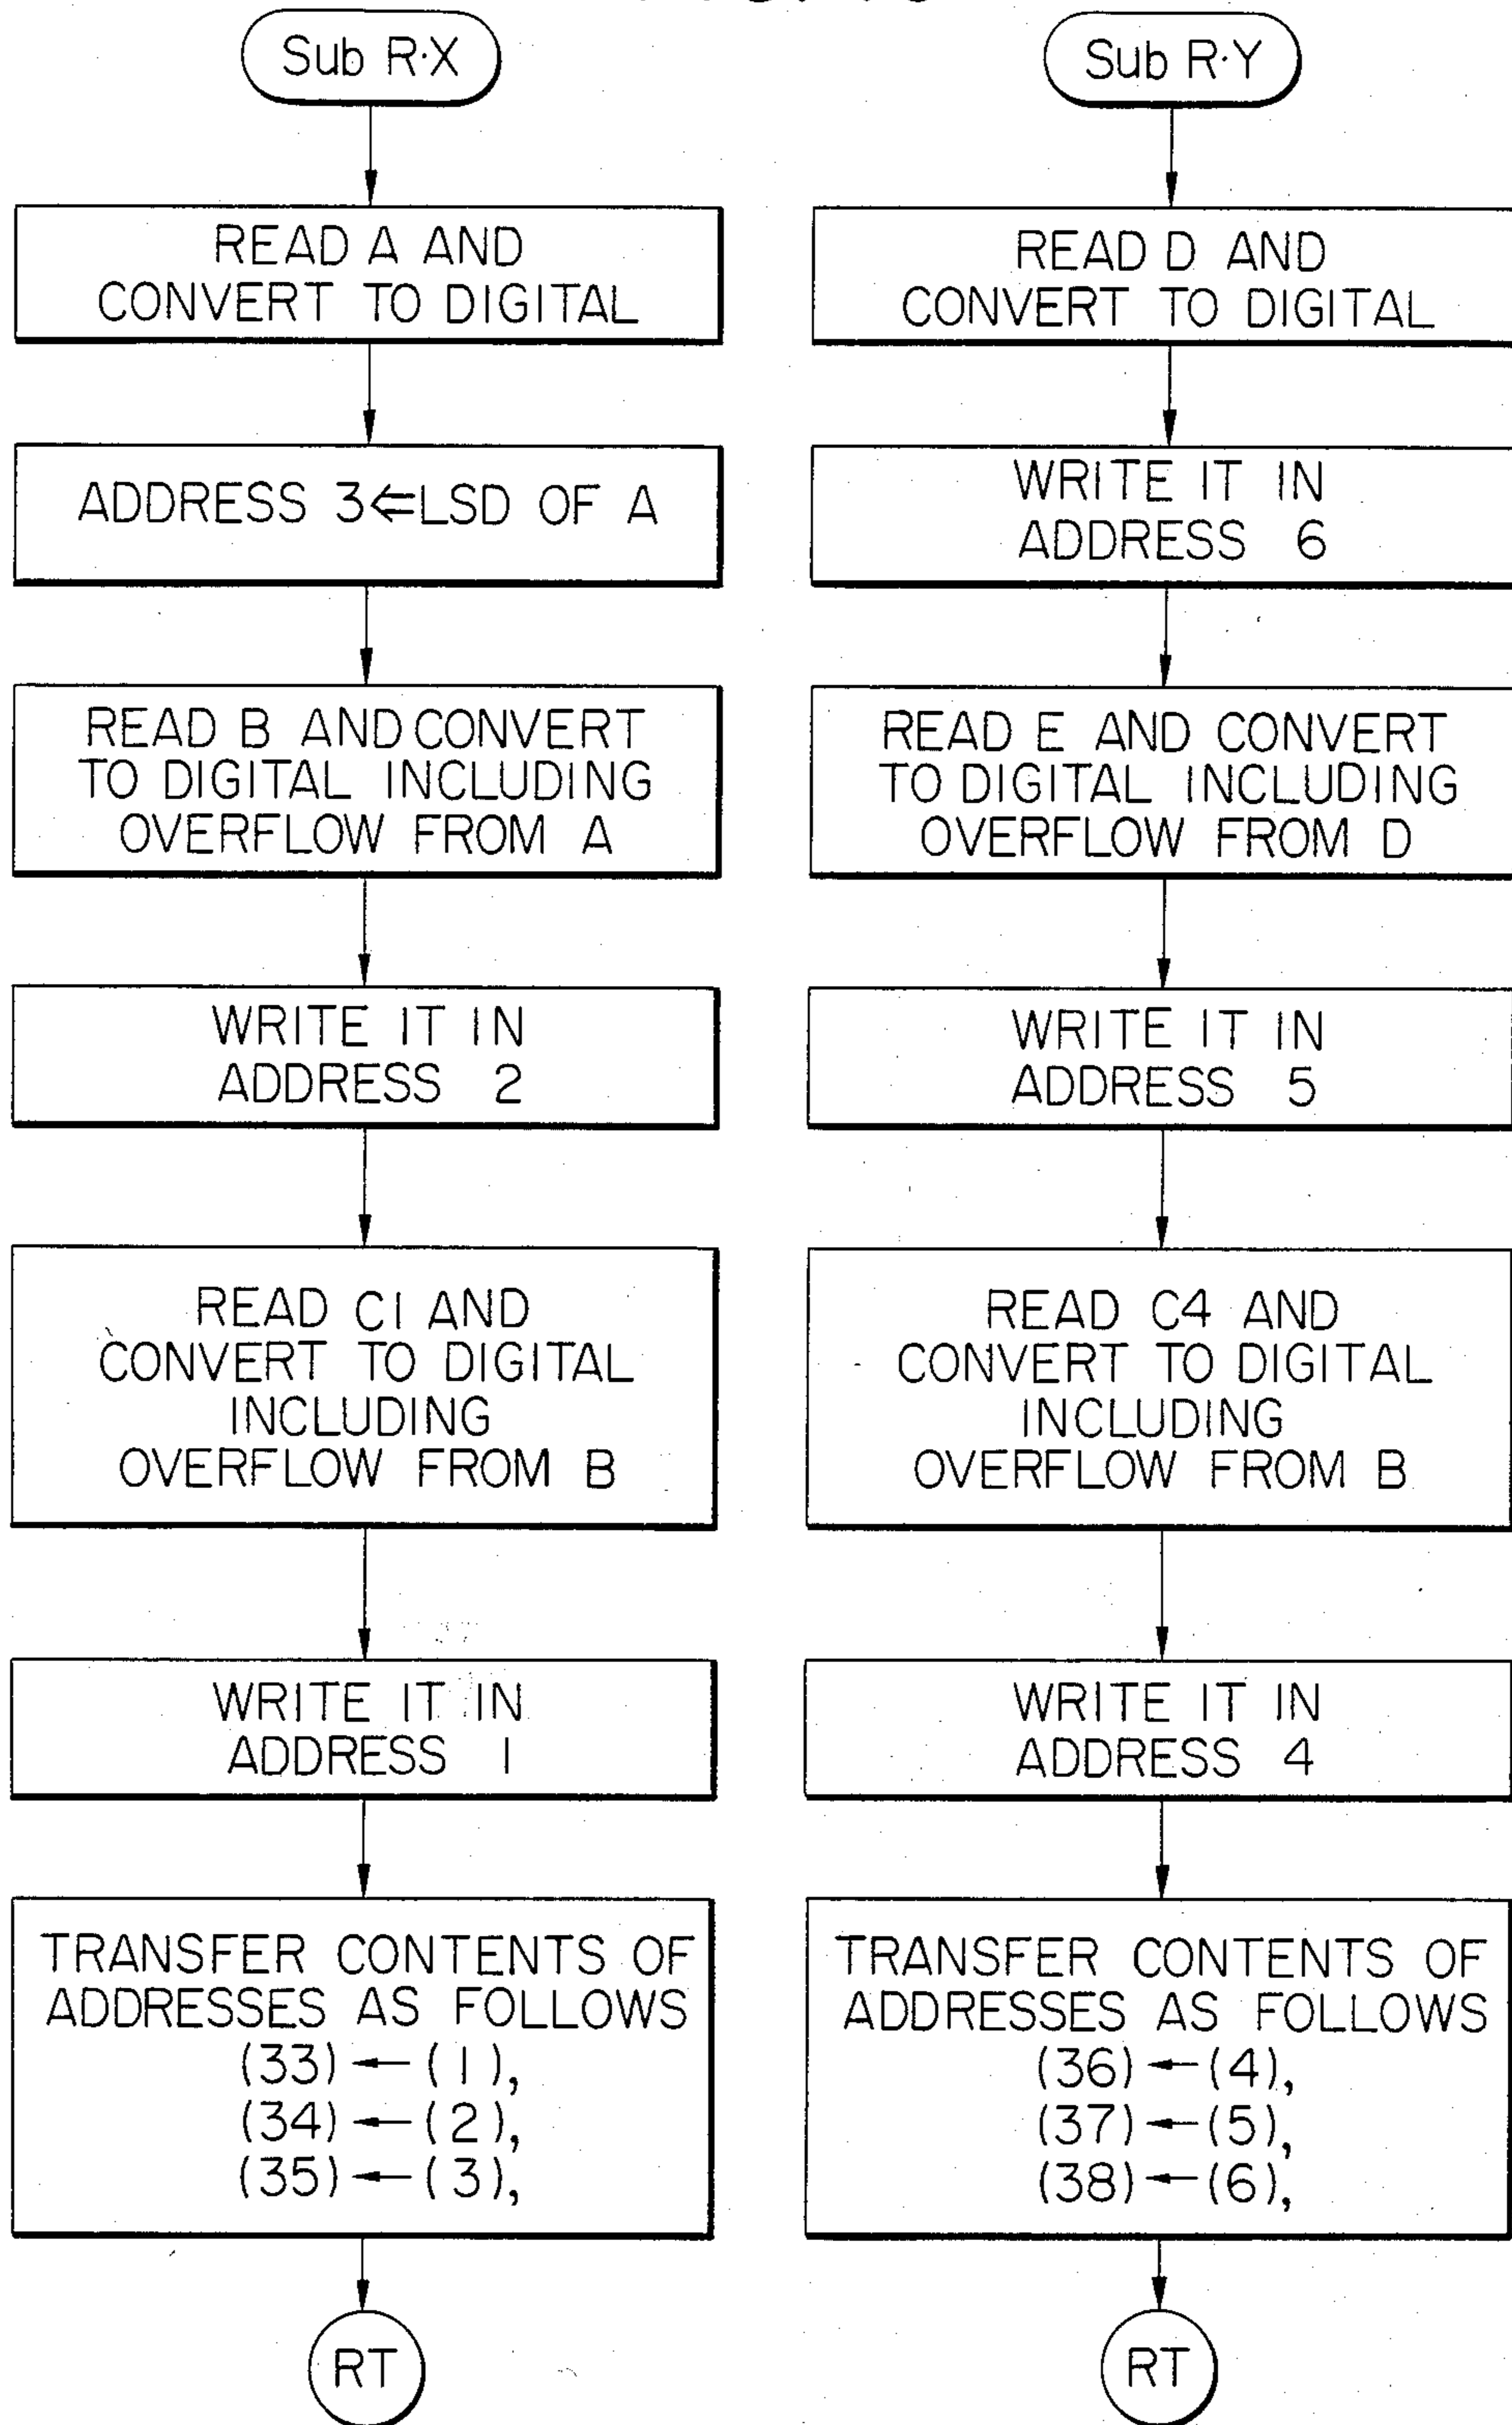 Sub R·X
READ A AND
CONVERT TO DIGITAL
ADDRESS 3⇐LSD OF A
READ B AND CONVERT
TO DIGITAL INCLUDING
OVERFLOW FROM A
WRITE IT IN
ADDRESS 2
READ C1 AND
CONVERT TO DIGITAL
INCLUDING
OVERFLOW FROM B
WRITE IT IN
ADDRESS 1
TRANSFER CONTENTS OF
ADDRESSES AS FOLLOWS
(33) ← (1),
(34) ← (2),
(35) ← (3),
RT
Sub R·Y
READ D AND
CONVERT TO DIGITAL
WRITE IT IN
ADDRESS 6
READ E AND CONVERT
TO DIGITAL INCLUDING
OVERFLOW FROM D
WRITE IT IN
ADDRESS 5
READ C4 AND
CONVERT TO DIGITAL
INCLUDING
OVERFLOW FROM B
WRITE IT IN
ADDRESS 4
TRANSFER CONTENTS OF
ADDRESSES AS FOLLOWS
(36) ← (4),
(37) ← (5),
(38) ← (6),
RT